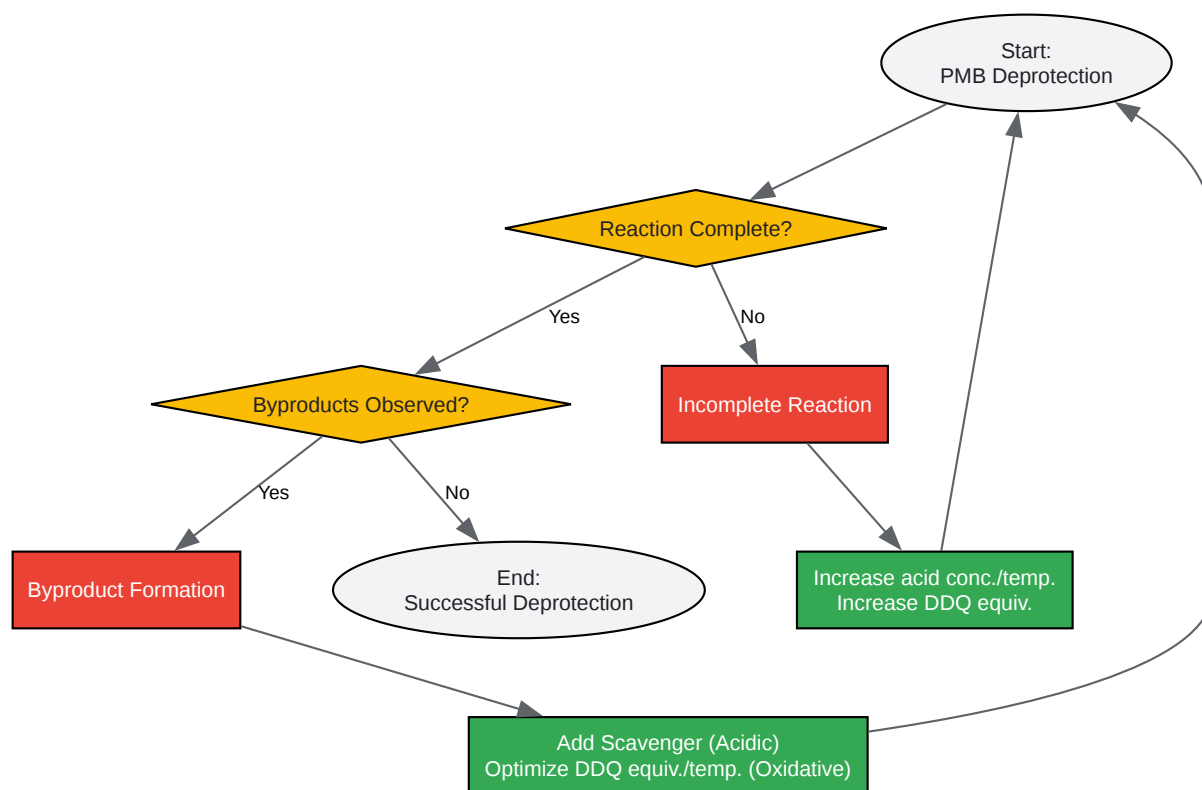 Start:
PMB Deprotection
Reaction Complete?
Yes
No
Byproducts Observed?
Incomplete Reaction
Yes
No
Byproduct Formation
End:
Successful Deprotection
Increase acid conc./temp.
Increase DDQ equiv.
Add Scavenger (Acidic)
Optimize DDQ equiv./temp. (Oxidative)